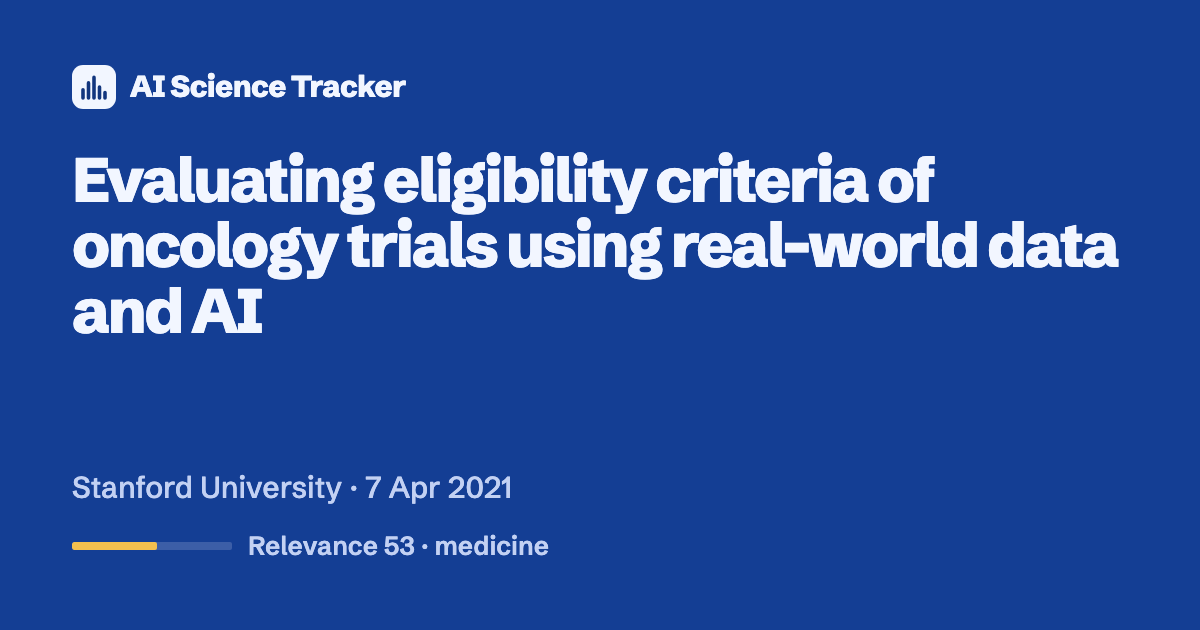 AI Science Tracker
Evaluating eligibility criteria of
oncology trials using real-world data
and AI
Stanford University · 7 Apr 2021
Relevance 53 · medicine